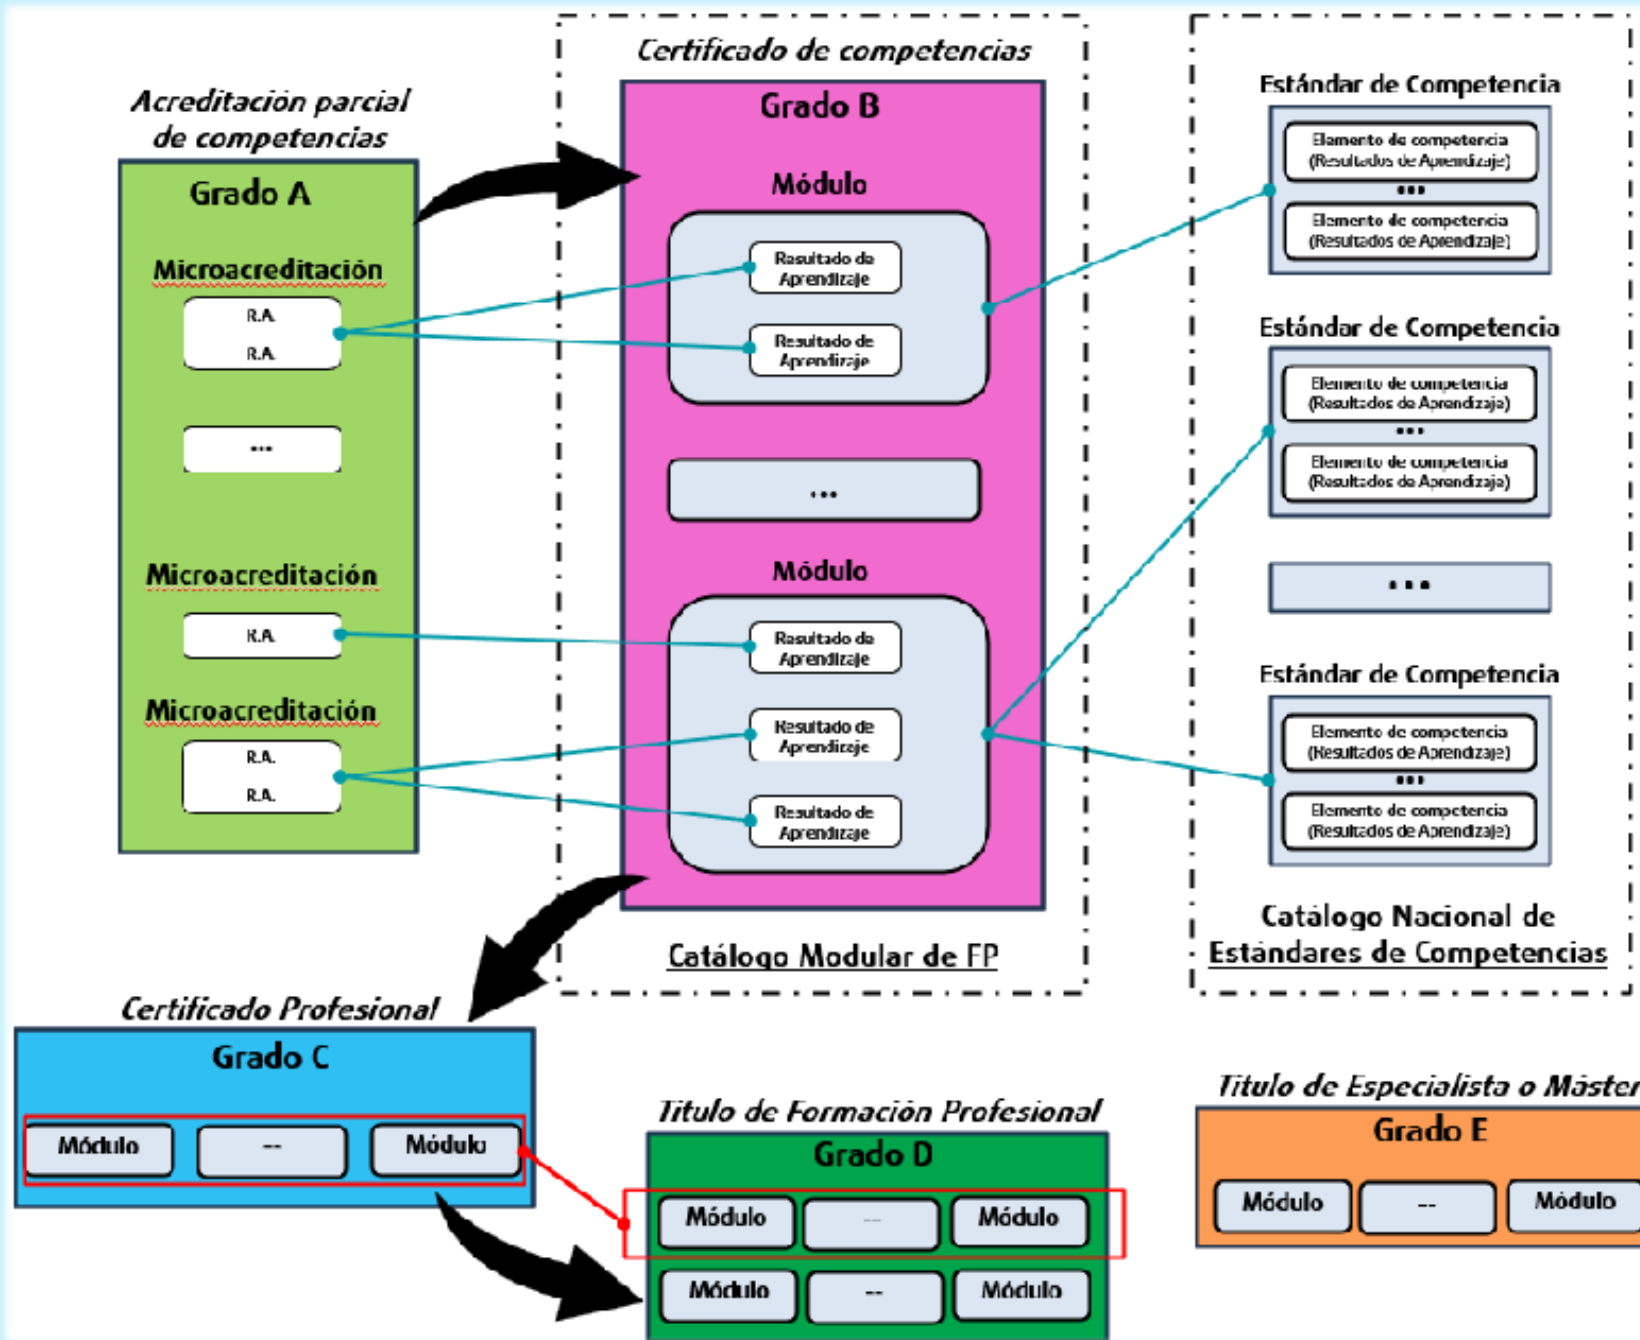 Acreditación parcial
de competencias
Grado A
Microacreditación
R.A.
R.A.
...
Microacreditación
R.A.
Microacreditación
R.A.
R.A.
Certificado de competencias
Grado B
Módulo
Resultado de
Aprendizaje
Resultado de
Aprendizaje
...
Módulo
Resultado de
Aprendizaje
Resultado de
Aprendizaje
Resultado de
Aprendizaje
Catálogo Modular de FP
Estándar de Competencia
Elemento de competencia
(Resultados de Aprendizaje)
...
Elemento de competencia
(Resultados de Aprendizaje)
Estándar de Competencia
Elemento de competencia
(Resultados de Aprendizaje)
...
Elemento de competencia
(Resultados de Aprendizaje)
...
Estándar de Competencia
Elemento de competencia
(Resultados de Aprendizaje)
...
Elemento de competencia
(Resultados de Aprendizaje)
Catálogo Nacional de
Estándares de Competencias
Certificado Profesional
Grado C
Módulo -- Módulo
Título de Formación Profesional
Grado D
Módulo -- Módulo
Módulo -- Módulo
Título de Especialista o Máster
Grado E
Módulo -- Módulo